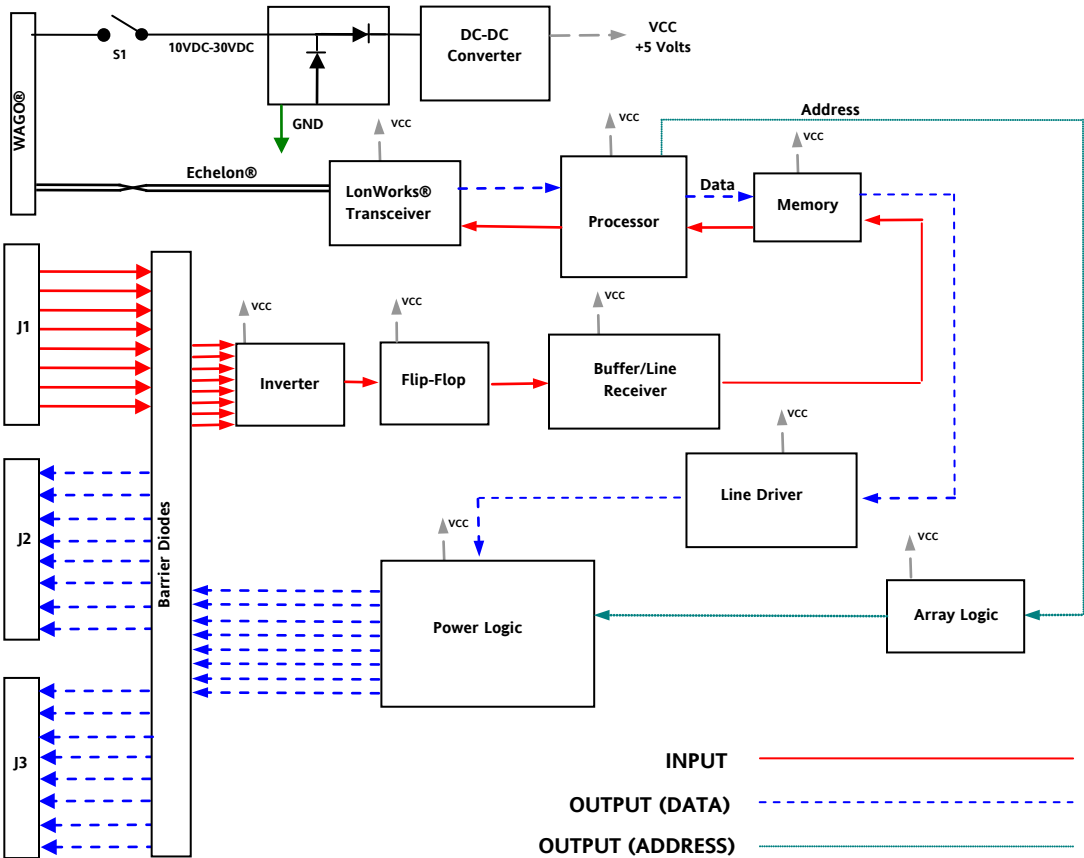 WAGO®
S1
10VDC-30VDC
DC-DC
Converter
VCC
+5 Volts
GND
VCC
VCC
VCC
Address
Echelon®
LonWorks®
Transceiver
Processor
Data
Memory
J1
VCC
VCC
VCC
Inverter
Flip-Flop
Buffer/Line
Receiver
VCC
Line Driver
J2
Barrier Diodes
VCC
VCC
Power Logic
Array Logic
J3
INPUT
OUTPUT (DATA)
OUTPUT (ADDRESS)